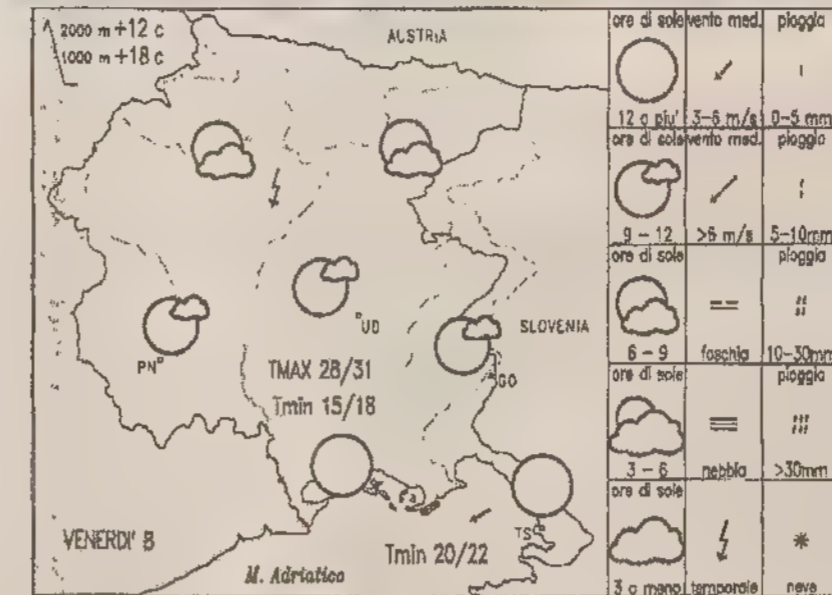 2000 m +12 c
1000 m +18 c
AUSTRIA
SLOVENIA
PN
UD
GO
TMAX 28/31
Tmin 15/18
VENERDI' 8
M. Adriatico
Tmin 20/22
TS
ore di sole vento med. pioggia
12 o piu' 3-6 m/s 0-5 mm
ore di sole vento med. pioggia
9 - 12 >6 m/s 5-10mm
ore di sole pioggia
6 - 9 foschia 10-30mm
ore di sole pioggia
3 - 6 nebbia >30mm
ore di sole
3 o meno temporale neve